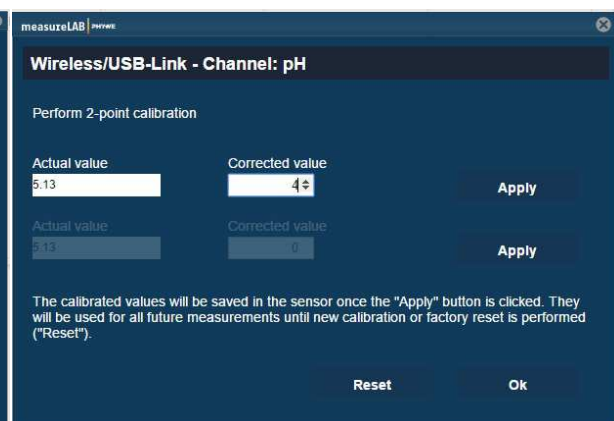 measureLAB PHYWE
Wireless/USB-Link - Channel: pH
Perform 2-point calibration
Actual value Corrected value
5.13 4 Apply
Actual value Corrected value
5.13 0 Apply
The calibrated values will be saved in the sensor once the "Apply" button is clicked. They
will be used for all future measurements until new calibration or factory reset is performed
("Reset").
Reset Ok